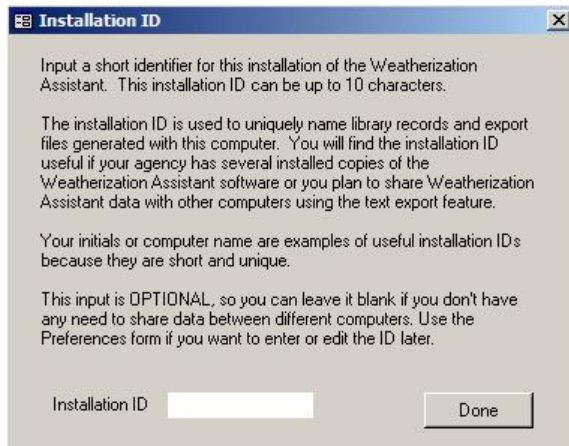 Installation ID
Input a short identifier for this installation of the Weatherization
Assistant. This installation ID can be up to 10 characters.
The installation ID is used to uniquely name library records and export
files generated with this computer. You will find the installation ID
useful if your agency has several installed copies of the
Weatherization Assistant software or you plan to share Weatherization
Assistant data with other computers using the text export feature.
Your initials or computer name are examples of useful installation IDs
because they are short and unique.
This input is OPTIONAL, so you can leave it blank if you don't have
any need to share data between different computers. Use the
Preferences form if you want to enter or edit the ID later.
Installation ID
Done